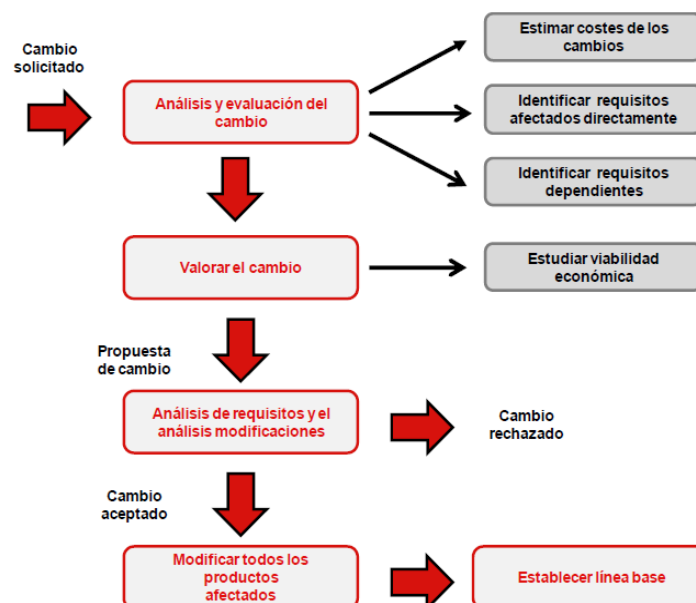 Cambio
solicitado
Análisis y evaluación del
cambio
Estimar costes de los
cambios
Identificar requisitos
afectados directamente
Identificar requisitos
dependientes
Valorar el cambio
Estudiar viabilidad
económica
Propuesta
de cambio
Análisis de requisitos y el
análisis modificaciones
Cambio
rechazado
Cambio
aceptado
Modificar todos los
productos
afectados
Establecer línea base